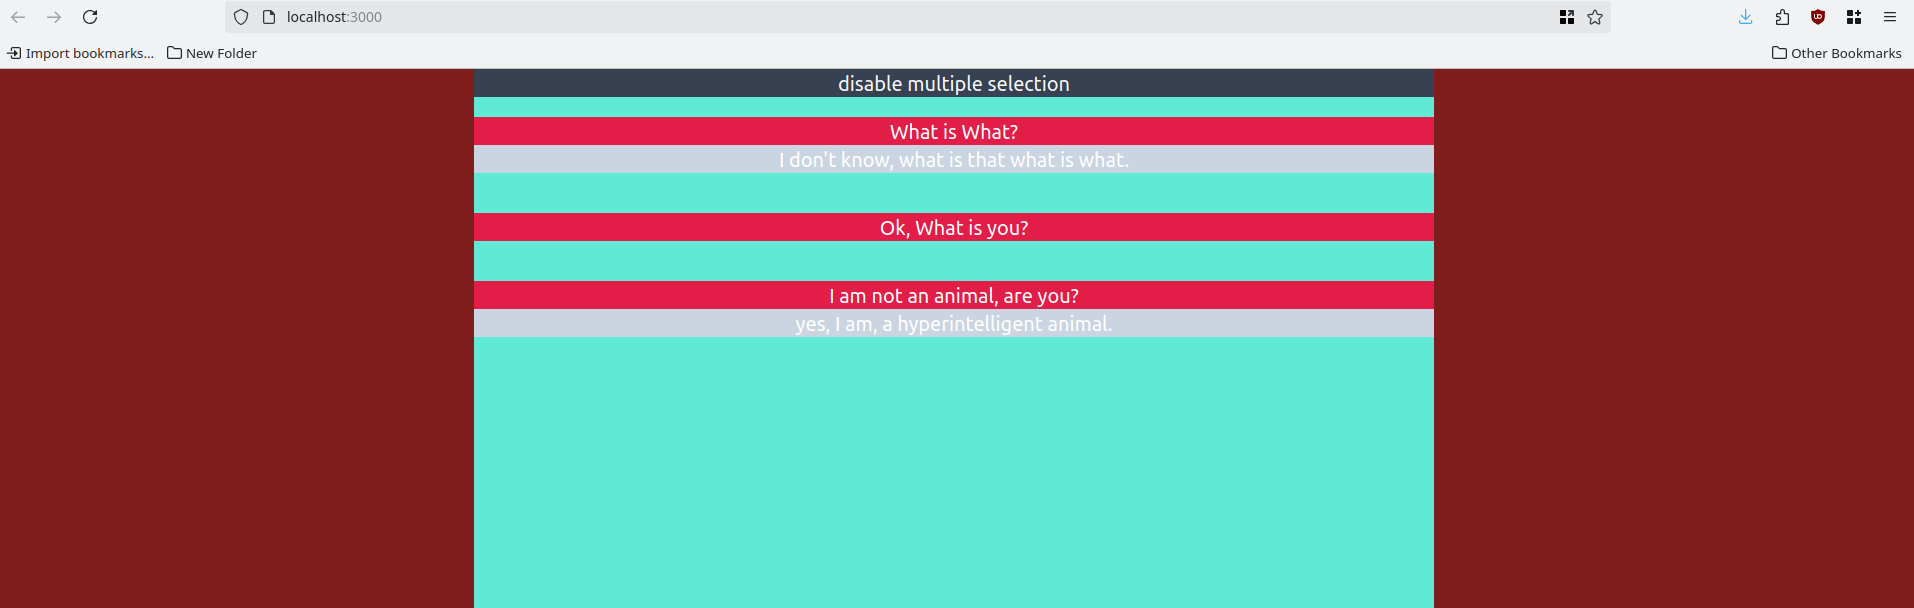 localhost:3000
Import bookmarks... New Folder Other Bookmarks
disable multiple selection
What is What?
I don't know, what is that what is what.
Ok, What is you?
I am not an animal, are you?
yes, I am, a hyperintelligent animal.